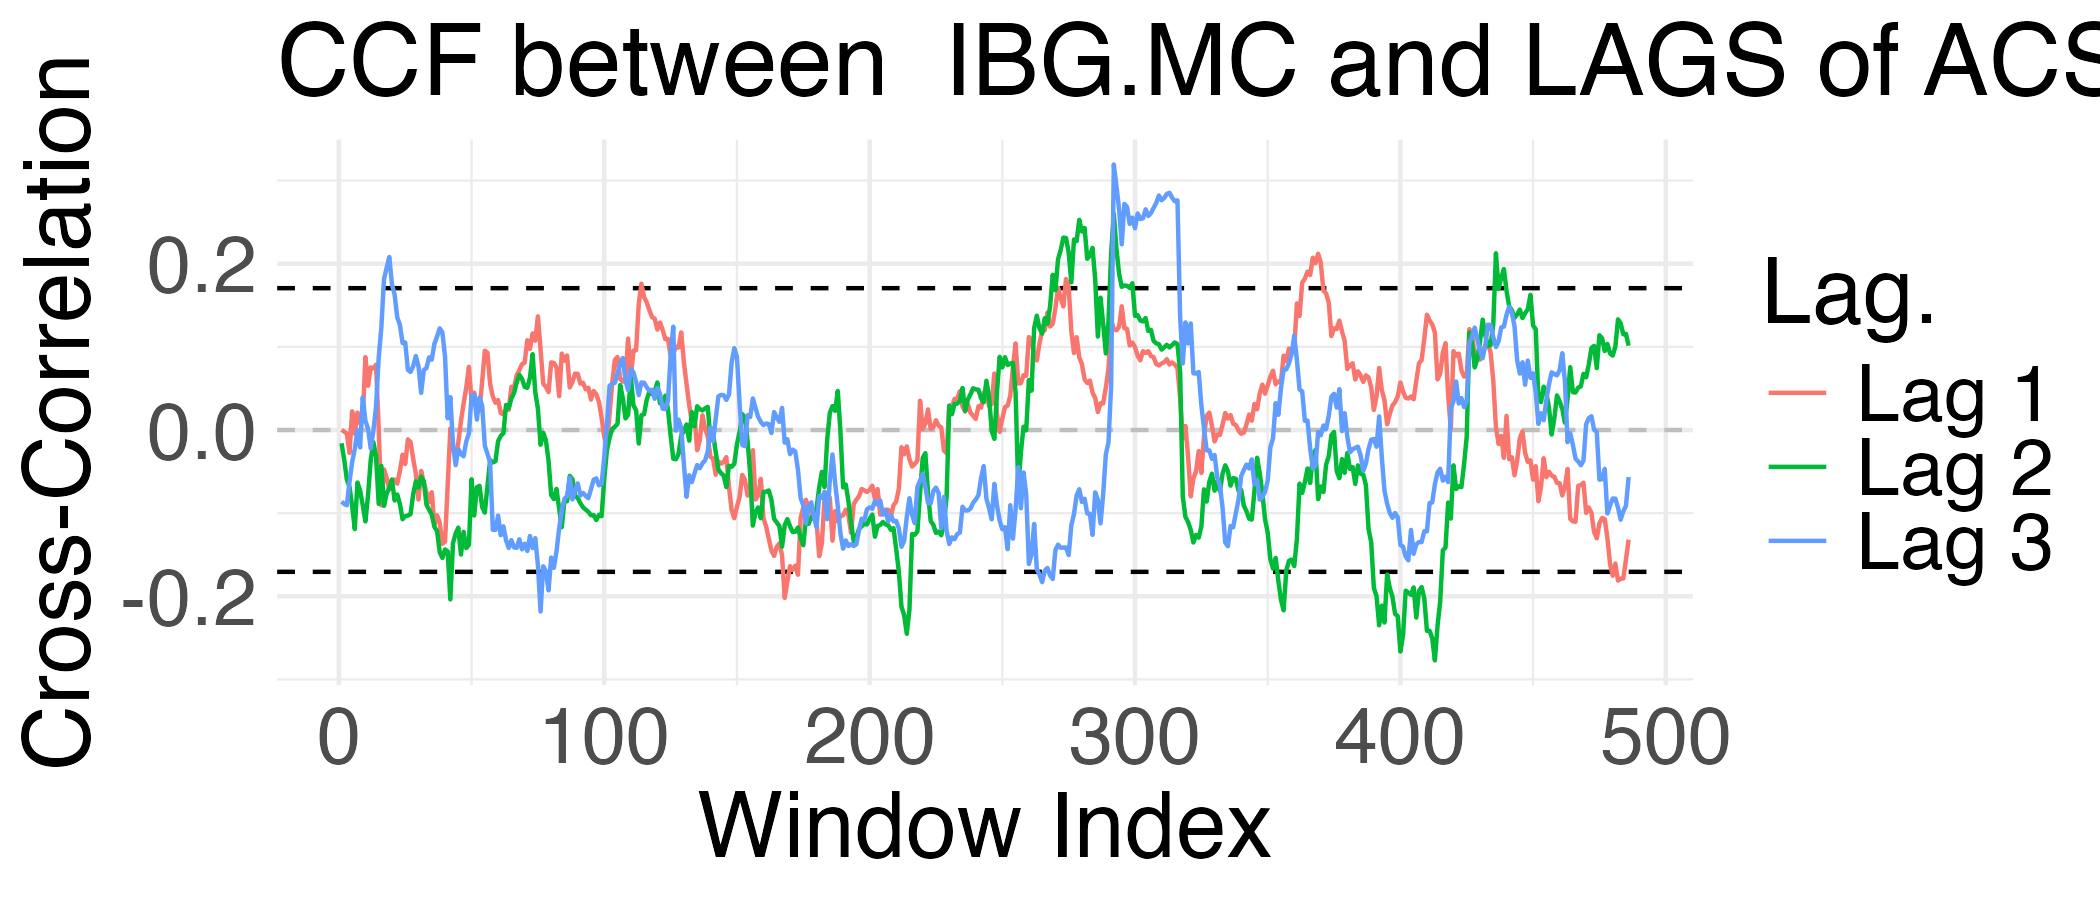 CCF between  IBG.MC and LAGS of ACS
Cross-Correlation
0.2
0.0
-0.2
0 100 200 300 400 500
Window Index
Lag.
Lag 1
Lag 2
Lag 3